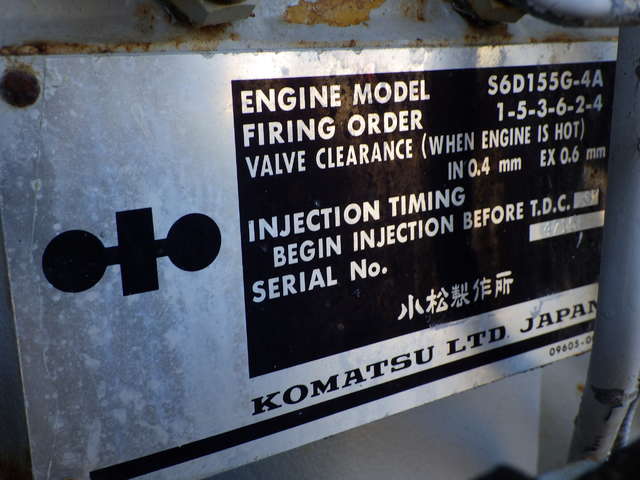 ENGINE MODEL S6D155G-4A
FIRING ORDER 1-5-3-6-2-4
VALVE CLEARANCE (WHEN ENGINE IS HOT)
IN 0.4 mm EX 0.6 mm
INJECTION TIMING
BEGIN INJECTION BEFORE T.D.C.
SERIAL No.
小松製作所
KOMATSU LTD. JAPAN
09605-0